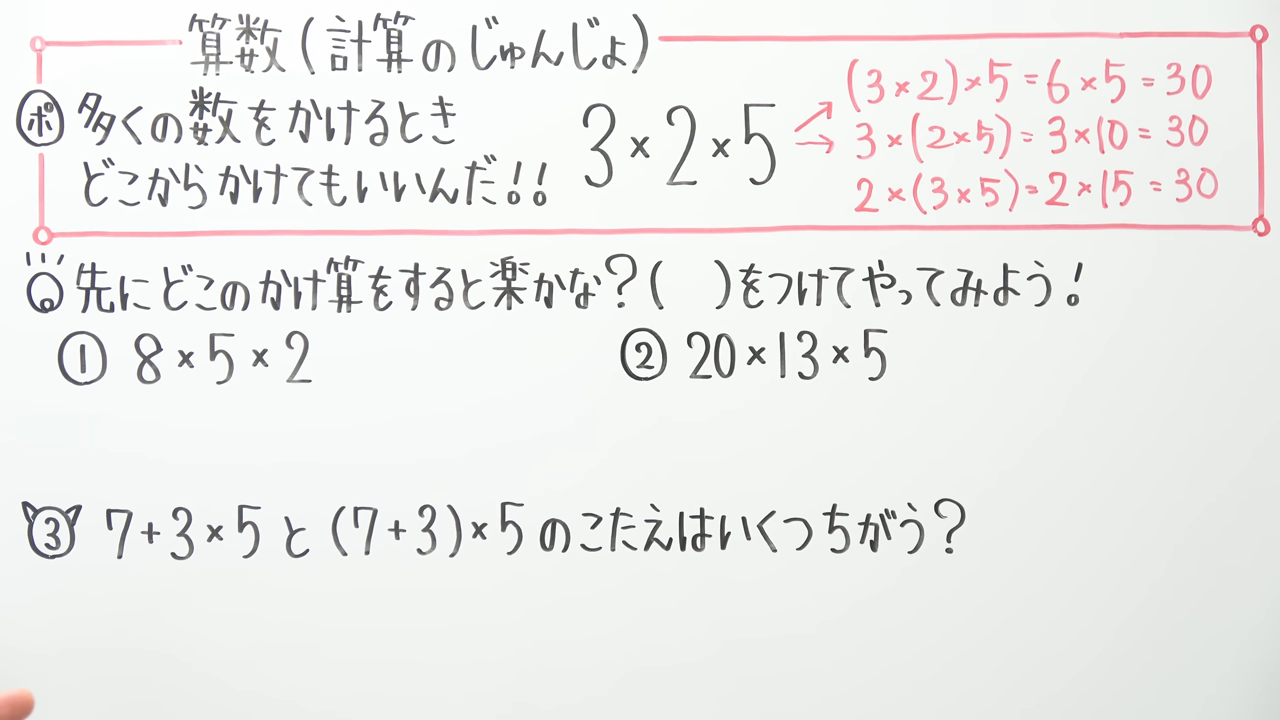 算数(計算のじゅんじょ)
ポ 多くの数をかけるとき
どこからかけてもいいんだ!!
3×2×5
(3×2)×5=6×5=30
3×(2×5)=3×10=30
2×(3×5)=2×15=30
先にどこのかけ算をすると楽かな?( )をつけてやってみよう!
① 8×5×2
② 20×13×5
③ 7+3×5と(7+3)×5のこたえはいくつちがう?